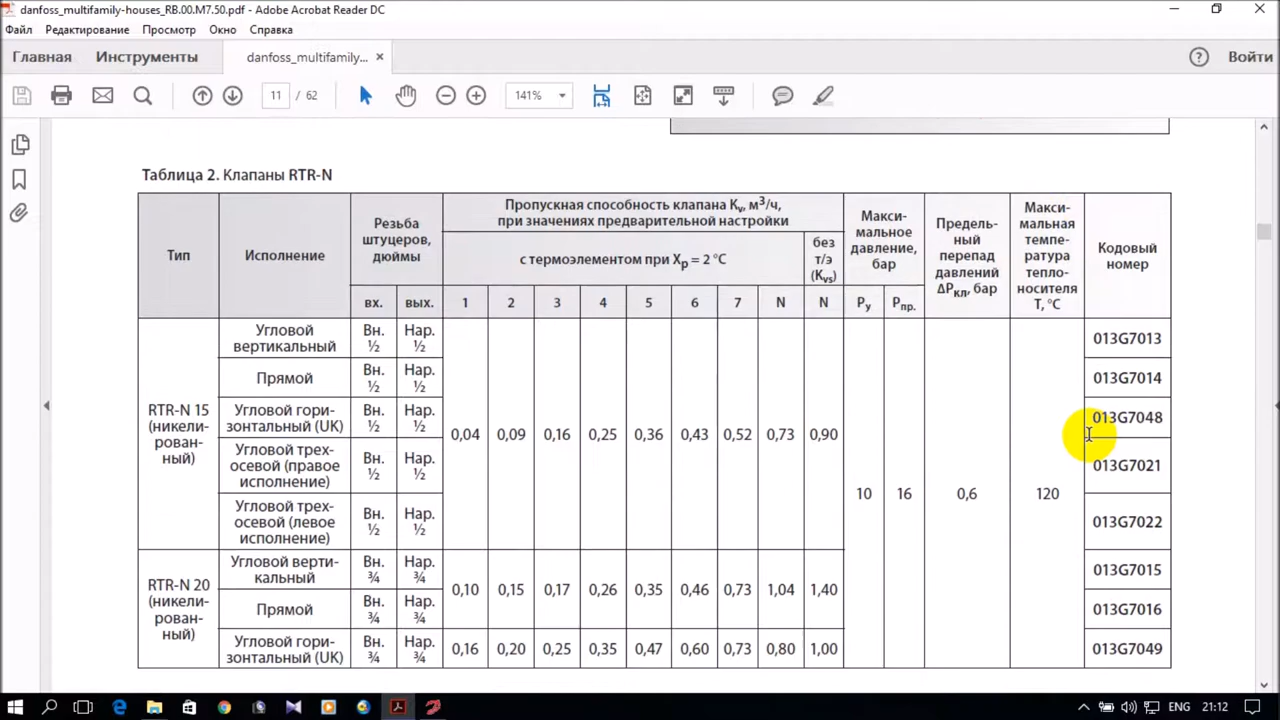 danfoss_multifamily-houses_RB.00.M7.50.pdf - Adobe Acrobat Reader DC
Файл Редактирование Просмотр Окно Справка
Главная Инструменты danfoss_multifamily... × Войти
11 / 62 141%
Таблица 2. Клапаны RTR-N
Тип
Исполнение
Резьба
штуцеров,
дюймы
вх. вых.
Пропускная способность клапана Kv, м³/ч,
при значениях предварительной настройки
с термоэлементом при Xp = 2 °C
без
т/э
(Kvs)
1 2 3 4 5 6 7 N N
Макси-
мальное
давление,
бар
Pу Pпр.
Предель-
ный
перепад
давлений
ΔPкл, бар
Макси-
мальная
темпе-
ратура
тепло-
носителя
T, °C
Кодовый
номер
RTR-N 15
(никели-
рован-
ный)
Угловой
вертикальный
Вн.
½
Нар.
½
013G7013
Прямой
Вн.
½
Нар.
½
013G7014
Угловой гори-
зонтальный (UK)
Вн.
½
Нар.
½
013G7048
Угловой трех-
осевой (правое
исполнение)
Вн.
½
Нар.
½
013G7021
Угловой трех-
осевой (левое
исполнение)
Вн.
½
Нар.
½
013G7022
0,04 0,09 0,16 0,25 0,36 0,43 0,52 0,73 0,90
10 16 0,6 120
RTR-N 20
(никели-
рован-
ный)
Угловой верти-
кальный
Вн.
¾
Нар.
¾
013G7015
Прямой
Вн.
¾
Нар.
¾
013G7016
0,10 0,15 0,17 0,26 0,35 0,46 0,73 1,04 1,40
Угловой гори-
зонтальный (UK)
Вн.
¾
Нар.
¾
0,16 0,20 0,25 0,35 0,47 0,60 0,73 0,80 1,00
013G7049
ENG 21:12